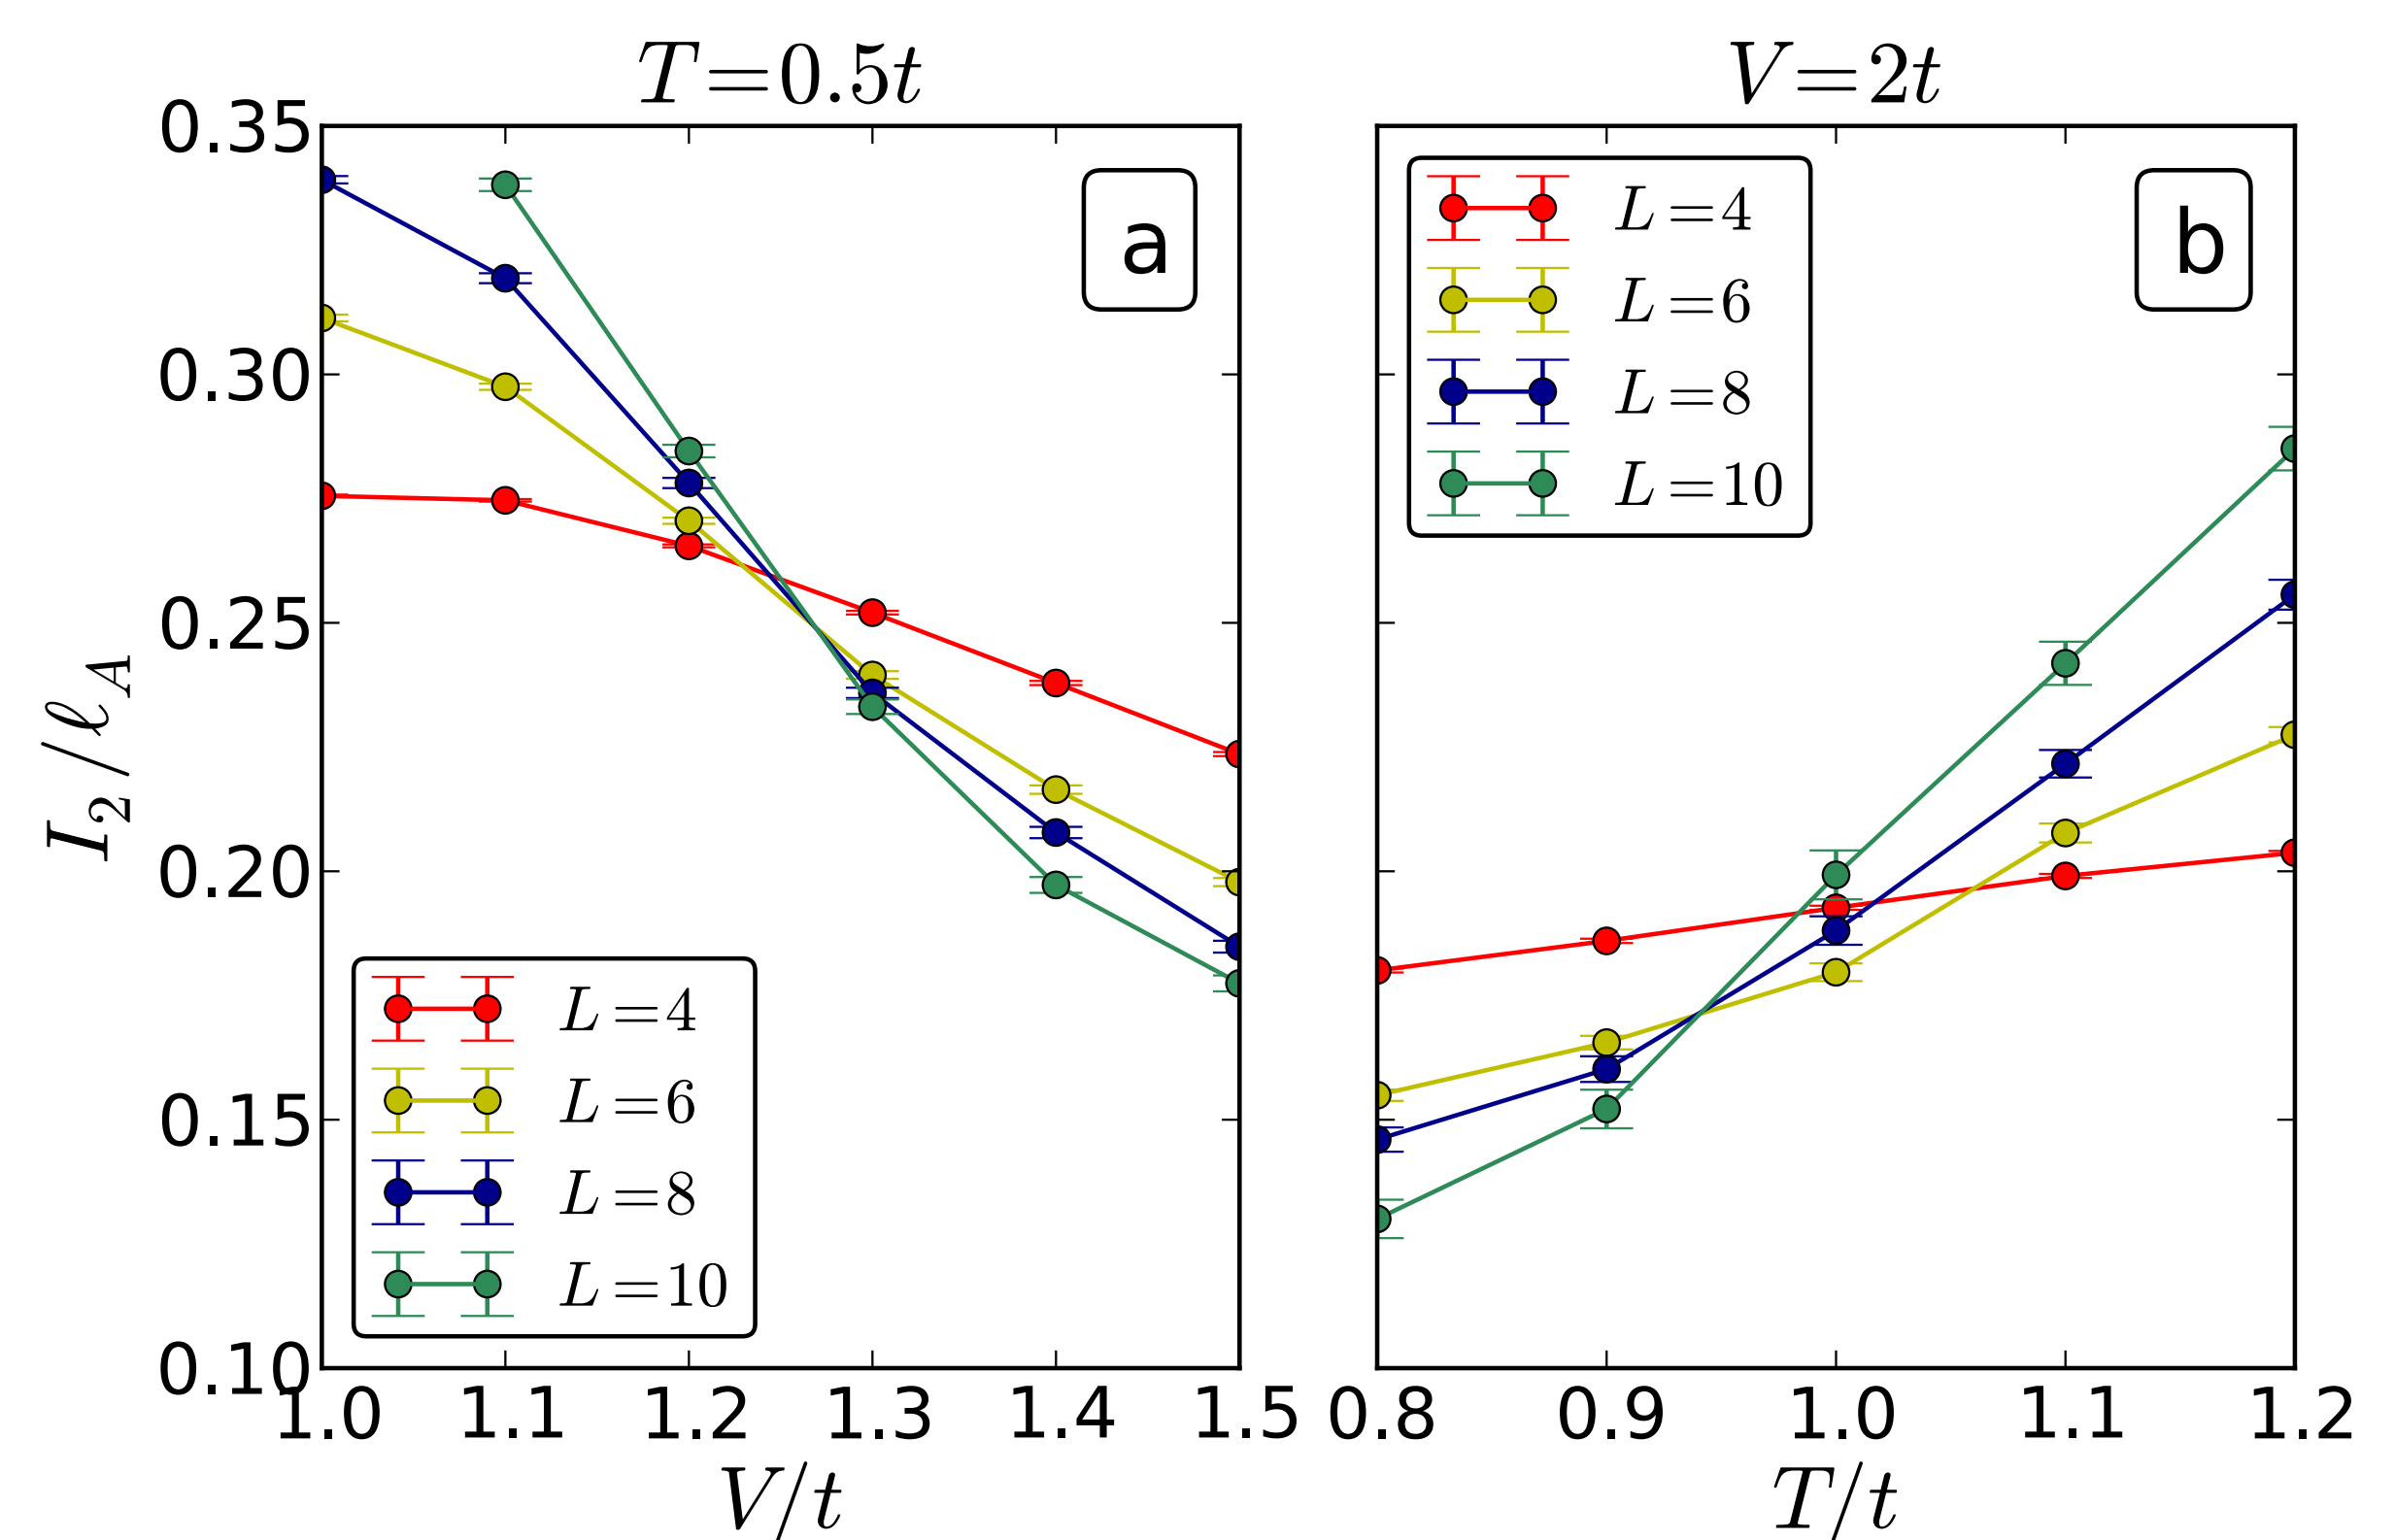 T=0.5t
V=2t
0.35
0.30
0.25
0.20
0.15
0.10
I₂/ℓ_A
a
L=4
L=6
L=8
L=10
1.0 1.1 1.2 1.3 1.4 1.5
V/t
b
L=4
L=6
L=8
L=10
0.8 0.9 1.0 1.1 1.2
T/t